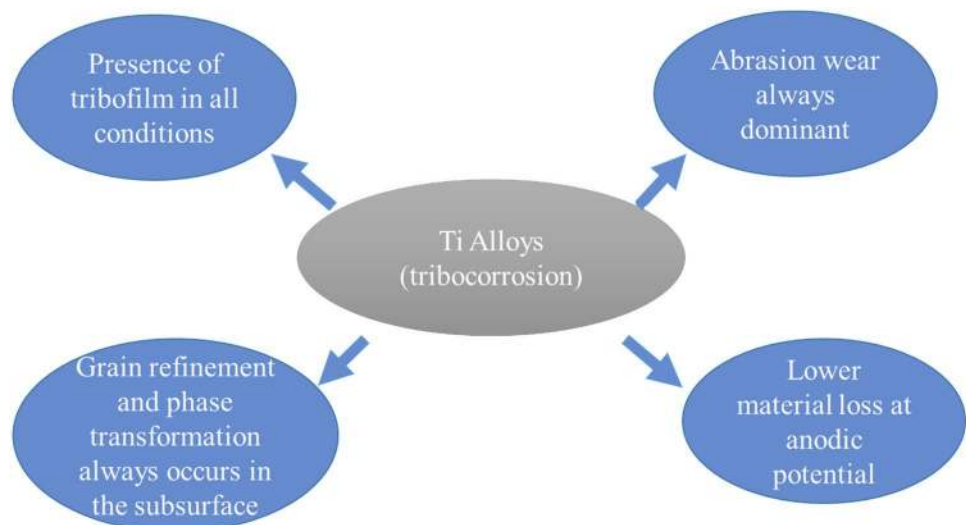 Presence of
tribofilm in all
conditions
Abrasion wear
always
dominant
Ti Alloys
(tribocorrosion)
Grain refinement
and phase
transformation
always occurs in
the subsurface
Lower
material loss at
anodic
potential